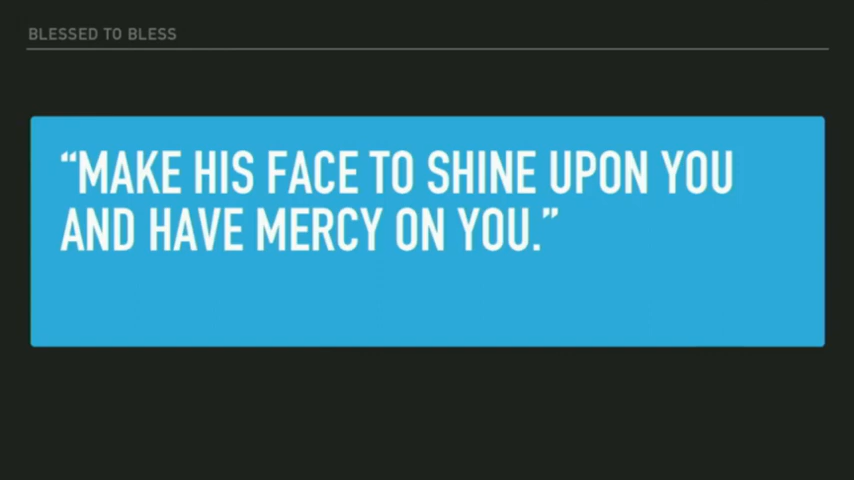 BLESSED TO BLESS
“MAKE HIS FACE TO SHINE UPON YOU
AND HAVE MERCY ON YOU.”